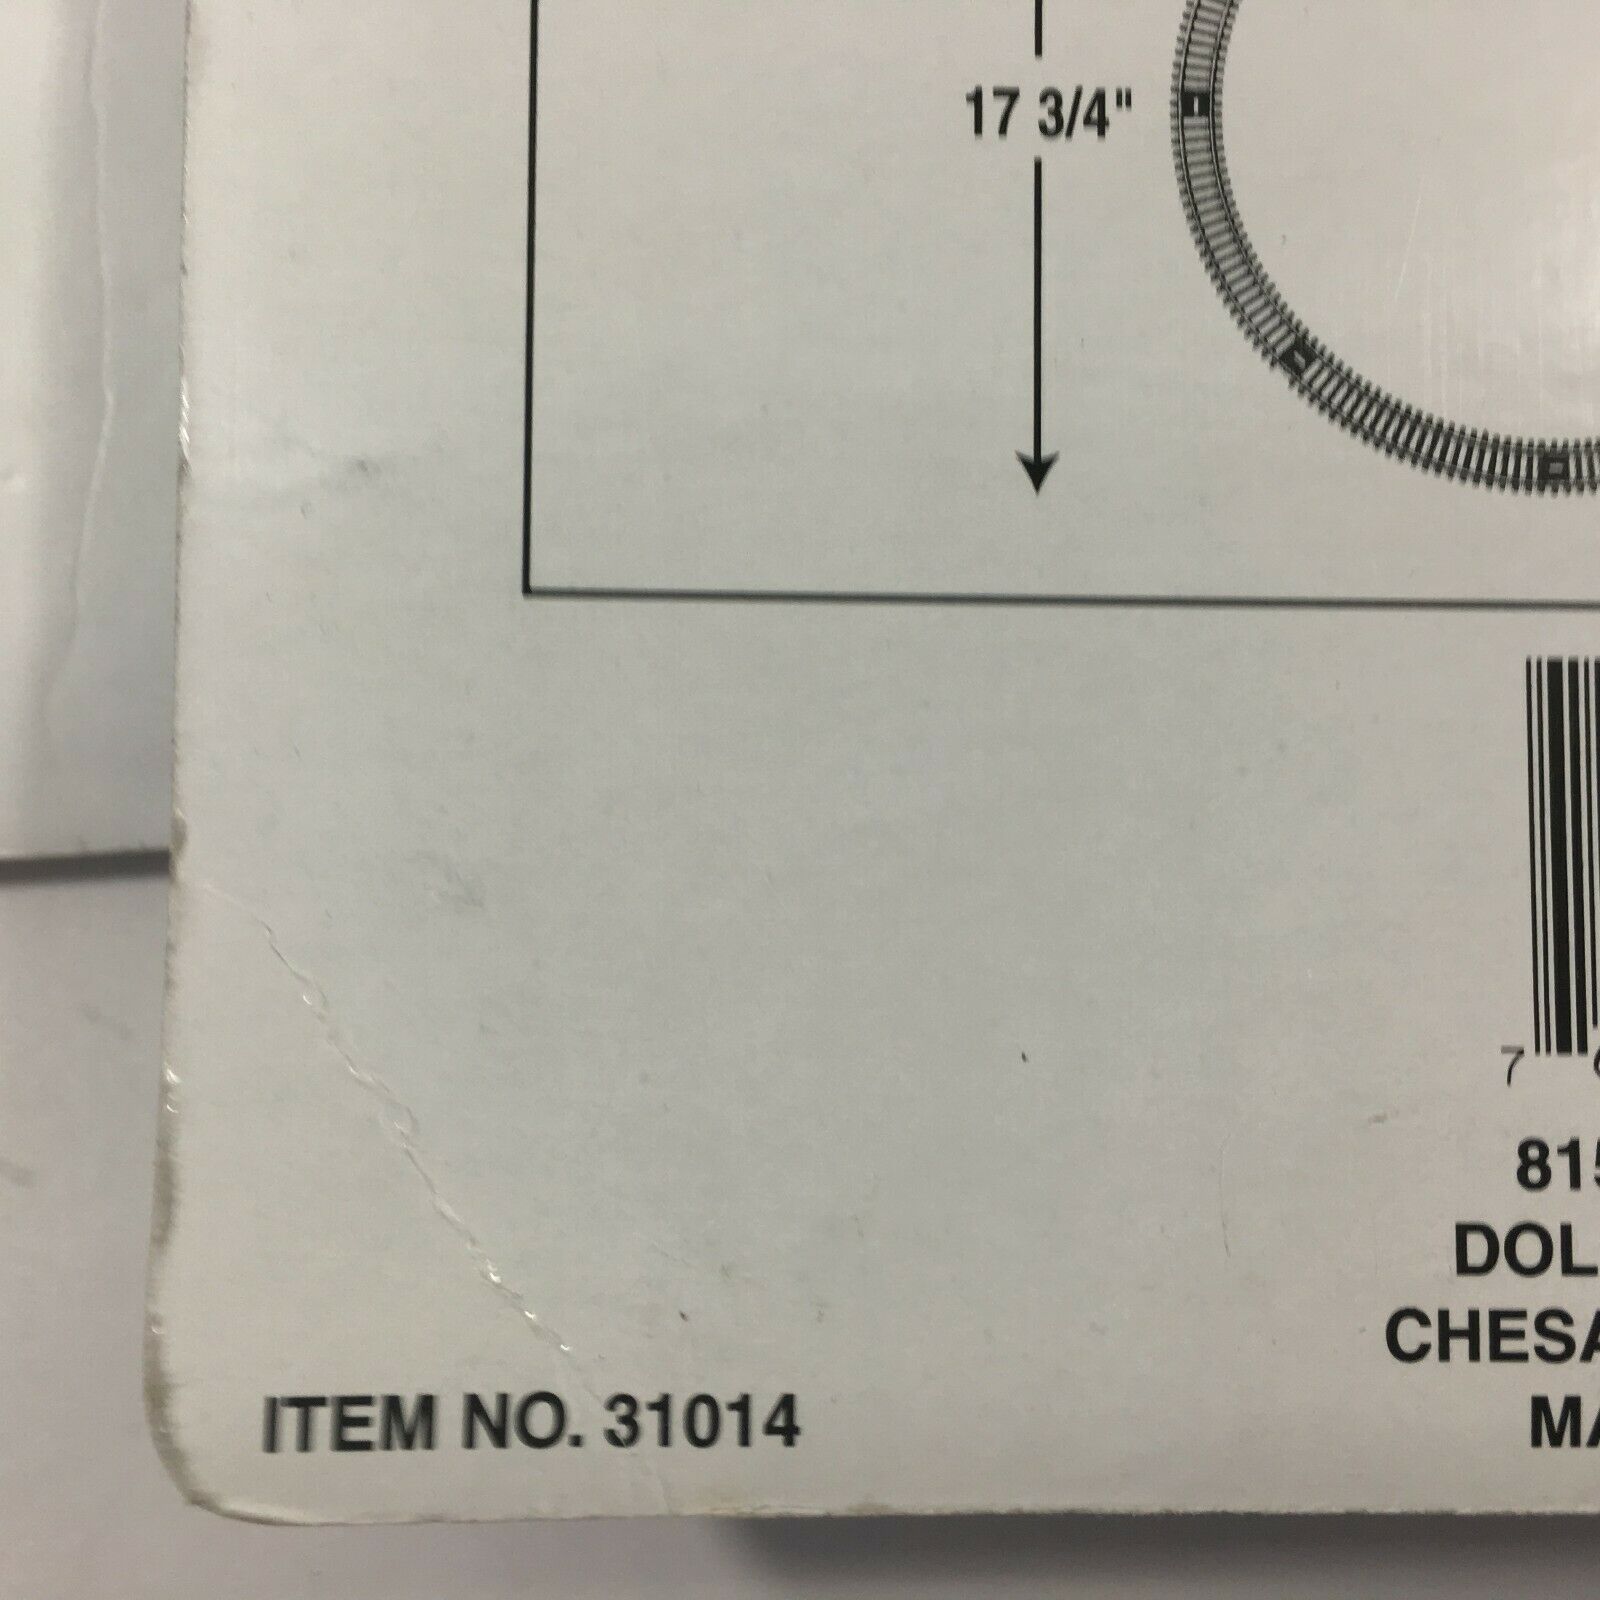 17 3/4"
7
815
DOL
CHESA
MA
ITEM NO. 31014